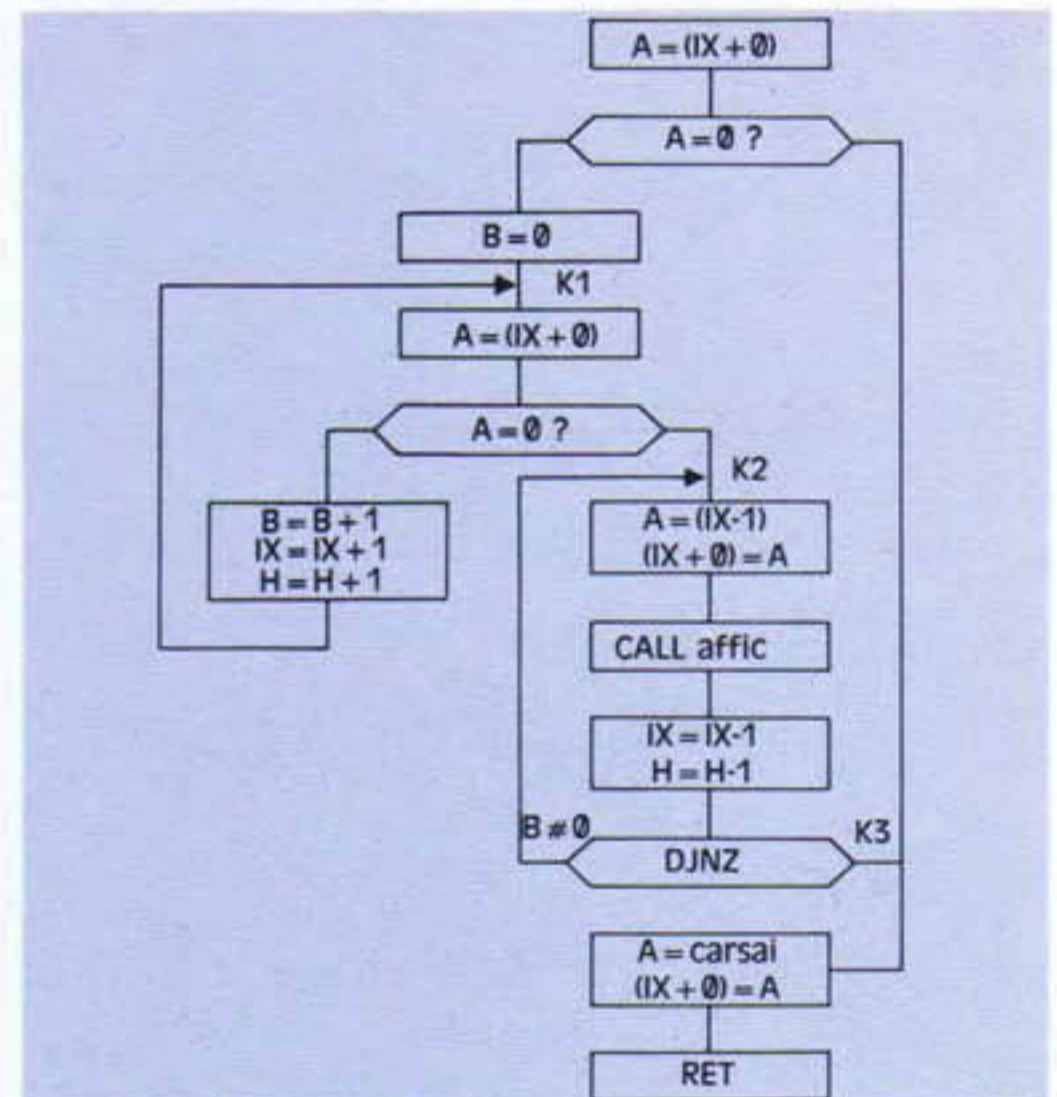 A = (IX + 0)
A = 0 ?
B = 0
K1
A = (IX + 0)
A = 0 ?
K2
B = B + 1
IX = IX + 1
H = H + 1
A = (IX-1)
(IX + 0) = A
CALL affic
IX = IX-1
H = H-1
B ≠ 0
K3
DJNZ
A = carsai
(IX + 0) = A
RET